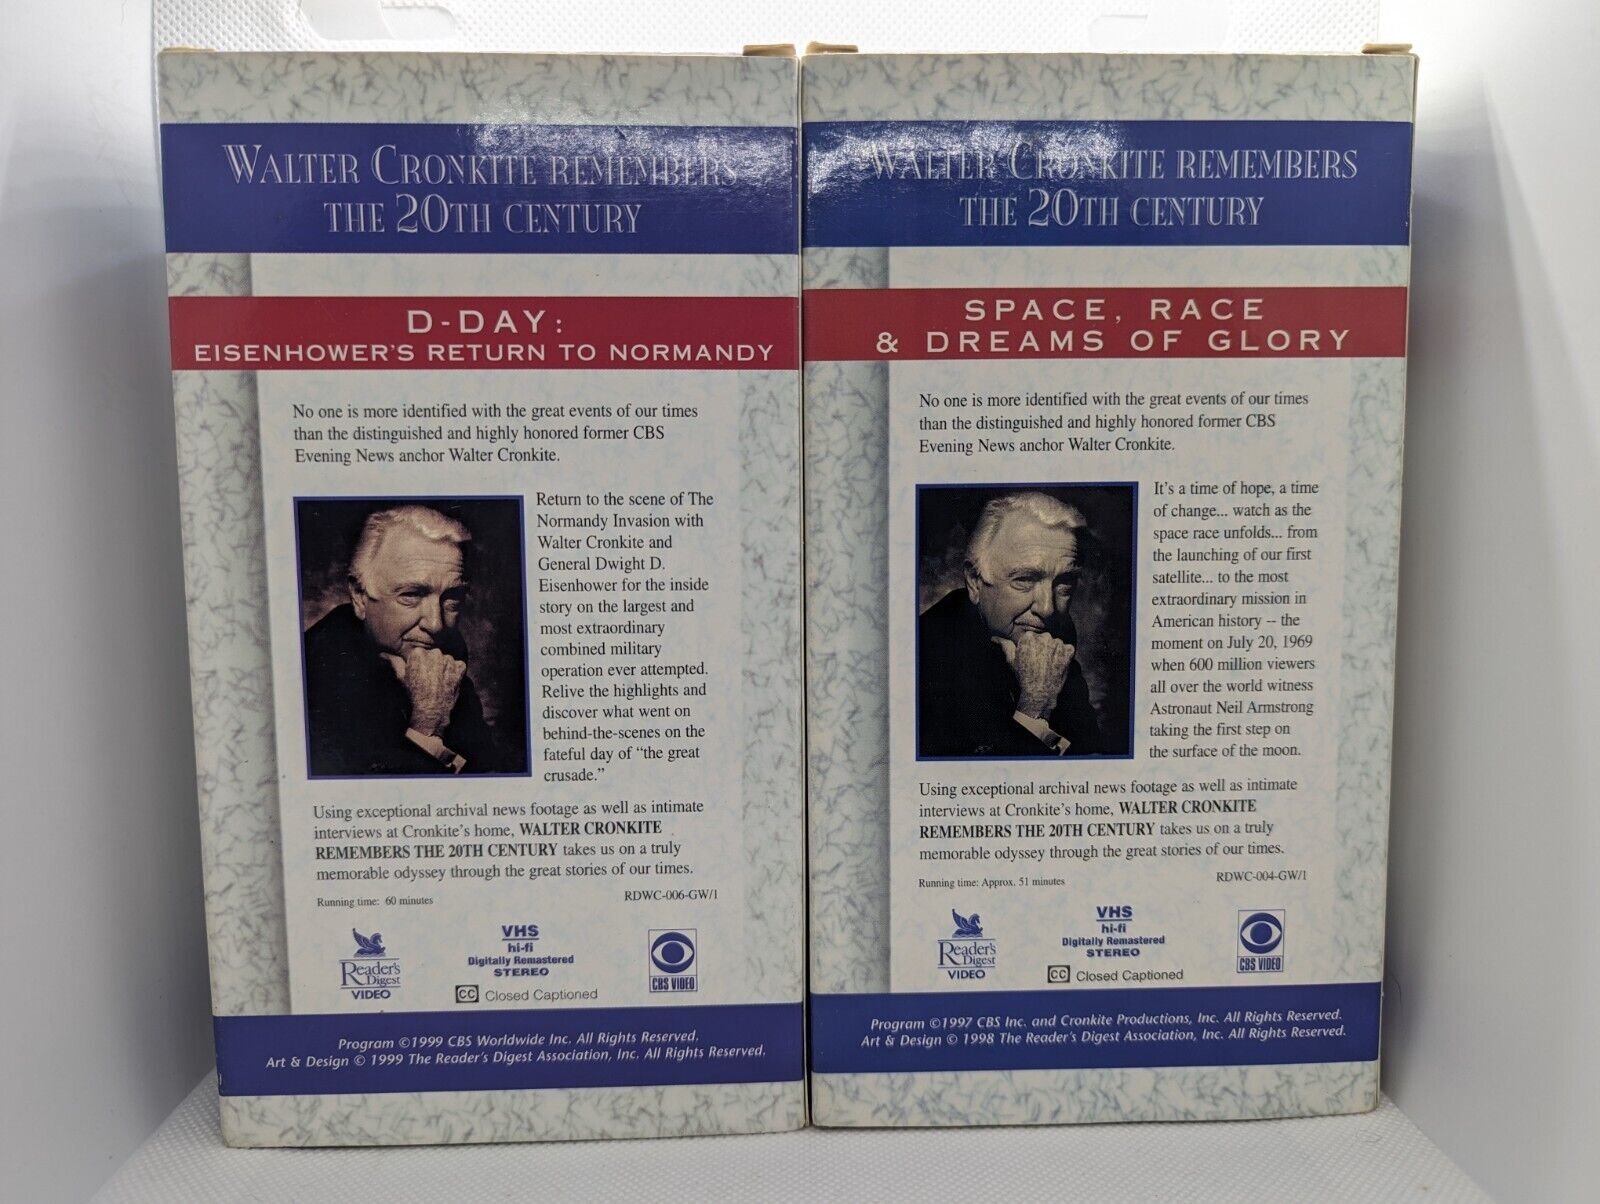 WALTER CRONKITE REMEMBERS
THE 20TH CENTURY
D-DAY:
EISENHOWER'S RETURN TO NORMANDY
No one is more identified with the great events of our times
than the distinguished and highly honored former CBS
Evening News anchor Walter Cronkite.
Return to the scene of The
Normandy Invasion with
Walter Cronkite and
General Dwight D.
Eisenhower for the inside
story on the largest and
most extraordinary
combined military
operation ever attempted.
Relive the highlights and
discover what went on
behind-the-scenes on the
fateful day of “the great
crusade.”
Using exceptional archival news footage as well as intimate
interviews at Cronkite's home, WALTER CRONKITE
REMEMBERS THE 20TH CENTURY takes us on a truly
memorable odyssey through the great stories of our times.
Running time: 60 minutes
RDWC-006-GW/1
Reader's
Digest
VIDEO
VHS
hi-fi
Digitally Remastered
STEREO
CC Closed Captioned
CBS VIDEO
Program ©1999 CBS Worldwide Inc. All Rights Reserved.
Art & Design © 1999 The Reader's Digest Association, Inc. All Rights Reserved.
WALTER CRONKITE REMEMBERS
THE 20TH CENTURY
SPACE, RACE
& DREAMS OF GLORY
No one is more identified with the great events of our times
than the distinguished and highly honored former CBS
Evening News anchor Walter Cronkite.
It's a time of hope, a time
of change... watch as the
space race unfolds... from
the launching of our first
satellite... to the most
extraordinary mission in
American history -- the
moment on July 20, 1969
when 600 million viewers
all over the world witness
Astronaut Neil Armstrong
taking the first step on
the surface of the moon.
Using exceptional archival news footage as well as intimate
interviews at Cronkite's home, WALTER CRONKITE
REMEMBERS THE 20TH CENTURY takes us on a truly
memorable odyssey through the great stories of our times.
Running time: Approx. 51 minutes
RDWC-004-GW/1
Reader's
Digest
VIDEO
VHS
hi-fi
Digitally Remastered
STEREO
CC Closed Captioned
CBS VIDEO
Program ©1997 CBS Inc. and Cronkite Productions, Inc. All Rights Reserved.
Art & Design © 1998 The Reader's Digest Association, Inc. All Rights Reserved.